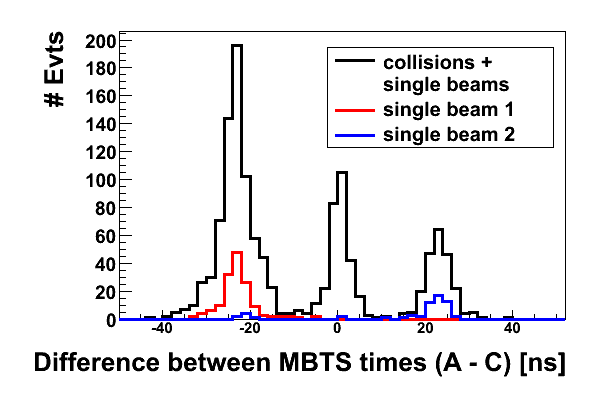 # Evts
200
180
160
140
120
100
80
60
40
20
0
-40 -20 0 20 40
collisions +
single beams
single beam 1
single beam 2
Difference between MBTS times (A - C) [ns]